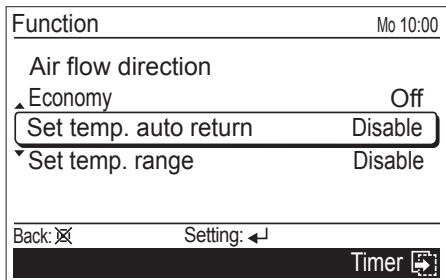 Function Mo 10:00
Air flow direction
Economy Off
Set temp. auto return Disable
Set temp. range Disable
Back: Setting:
Timer